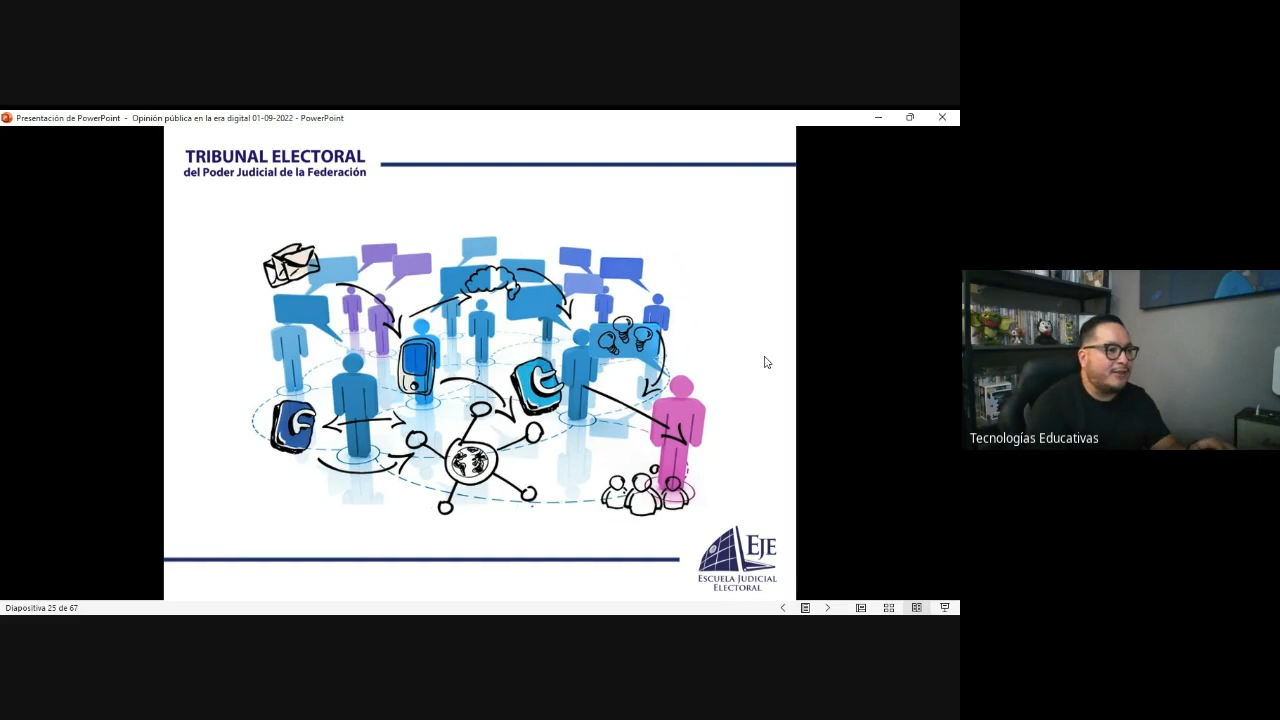 Presentación de PowerPoint - Opinión pública en la era digital 01-09-2022 - PowerPoint
TRIBUNAL ELECTORAL
del Poder Judicial de la Federación
EJE
ESCUELA JUDICIAL
ELECTORAL
Diapositiva 25 de 67
Tecnologías Educativas